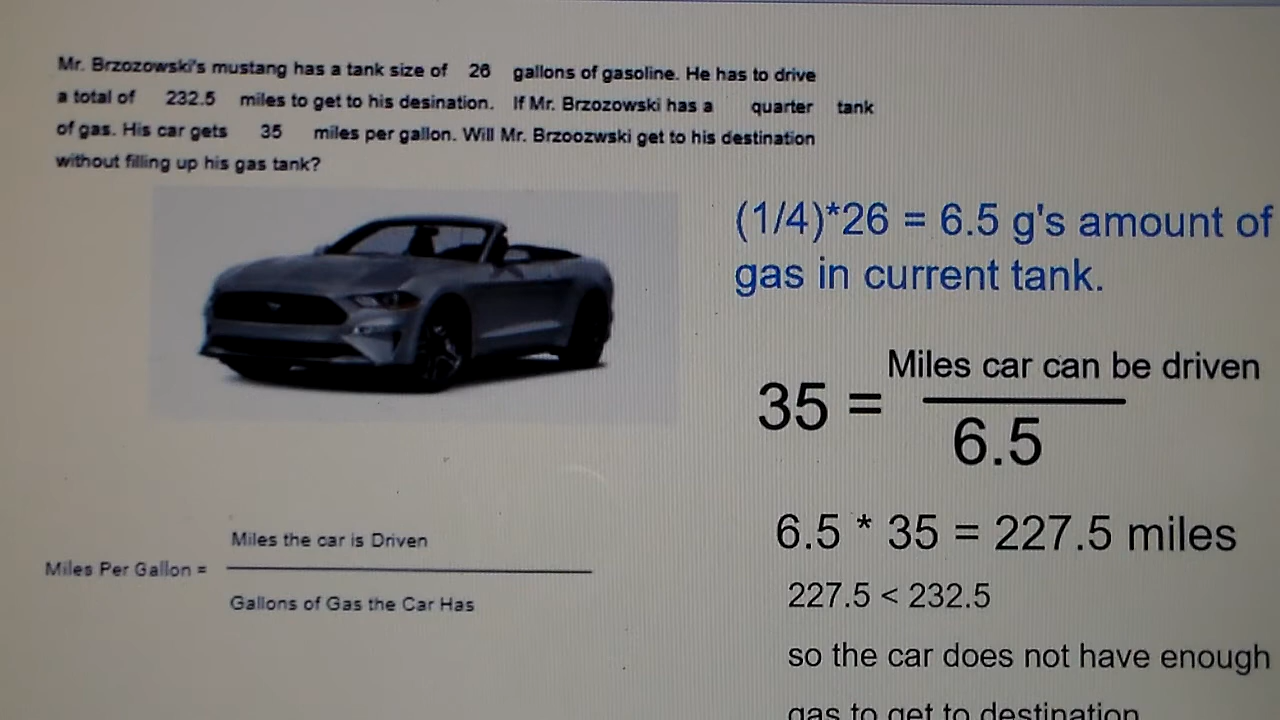 Mr. Brzozowski's mustang has a tank size of 26 gallons of gasoline. He has to drive
a total of 232.5 miles to get to his desination. If Mr. Brzozowski has a quarter tank
of gas. His car gets 35 miles per gallon. Will Mr. Brzoozwski get to his destination
without filling up his gas tank?
(1/4)*26 = 6.5 g's amount of
gas in current tank.
Miles car can be driven
35 =
6.5
6.5 * 35 = 227.5 miles
227.5 < 232.5
so the car does not have enough
gas to get to destination
Miles the car is Driven
Miles Per Gallon =
Gallons of Gas the Car Has